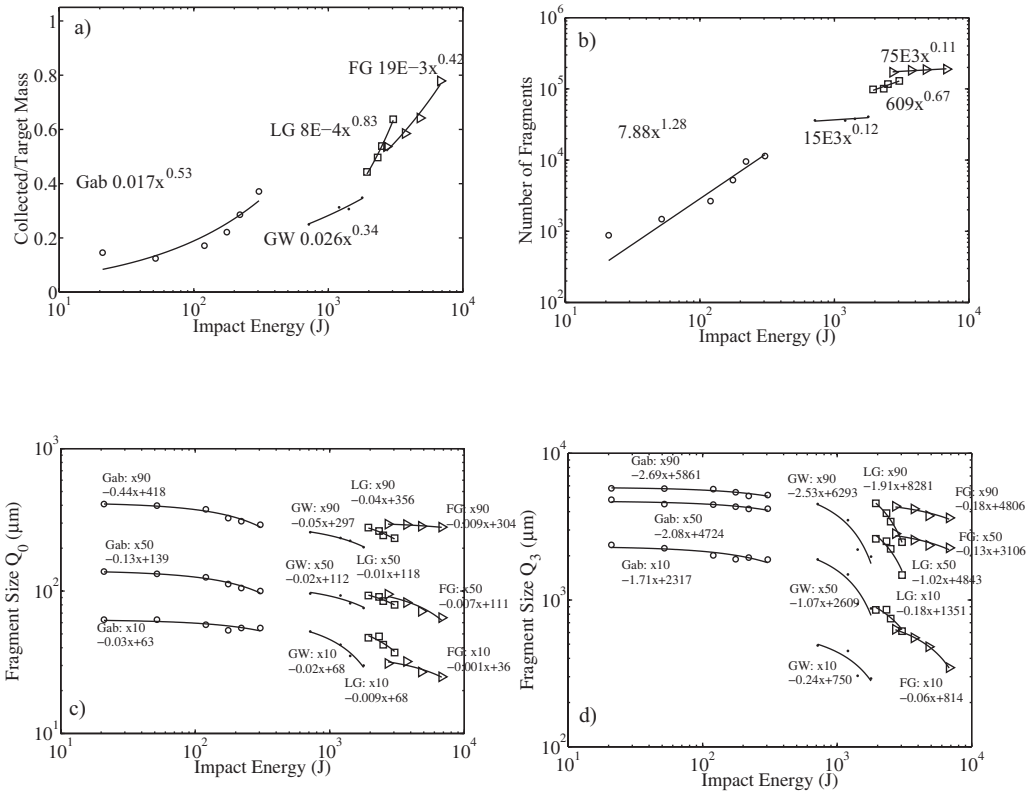 a)
1
0.8
0.6
0.4
0.2
0
Collected/Target Mass
FG 19E−3x^0.42
LG 8E−4x^0.83
Gab 0.017x^0.53
GW 0.026x^0.34
10^1
10^2
10^3
10^4
Impact Energy (J)
b)
10^6
10^5
10^4
10^3
10^2
Number of Fragments
75E3x^0.11
609x^0.67
7.88x^1.28
15E3x^0.12
10^1
10^2
10^3
10^4
Impact Energy (J)
10^3
10^2
10^1
Fragment Size Q_0 (μm)
Gab: x90
−0.44x+418
GW: x90
−0.05x+297
LG: x90
−0.04x+356
FG: x90
−0.009x+304
Gab: x50
−0.13x+139
GW: x50
−0.02x+112
LG: x50
−0.01x+118
FG: x50
−0.007x+111
Gab: x10
−0.03x+63
GW: x10
−0.02x+68
LG: x10
−0.009x+68
FG: x10
−0.001x+36
c)
10^1
10^2
10^3
10^4
Impact Energy (J)
10^4
10^3
10^2
Fragment Size Q_3 (μm)
Gab: x90
−2.69x+5861
GW: x90
−2.53x+6293
LG: x90
−1.91x+8281
FG: x90
−0.18x+4806
Gab: x50
−2.08x+4724
FG: x50
−0.13x+3106
Gab: x10
−1.71x+2317
LG: x50
−1.02x+4843
GW: x50
−1.07x+2609
LG: x10
−0.18x+1351
GW: x10
−0.24x+750
FG: x10
−0.06x+814
d)
10^1
10^2
10^3
10^4
Impact Energy (J)